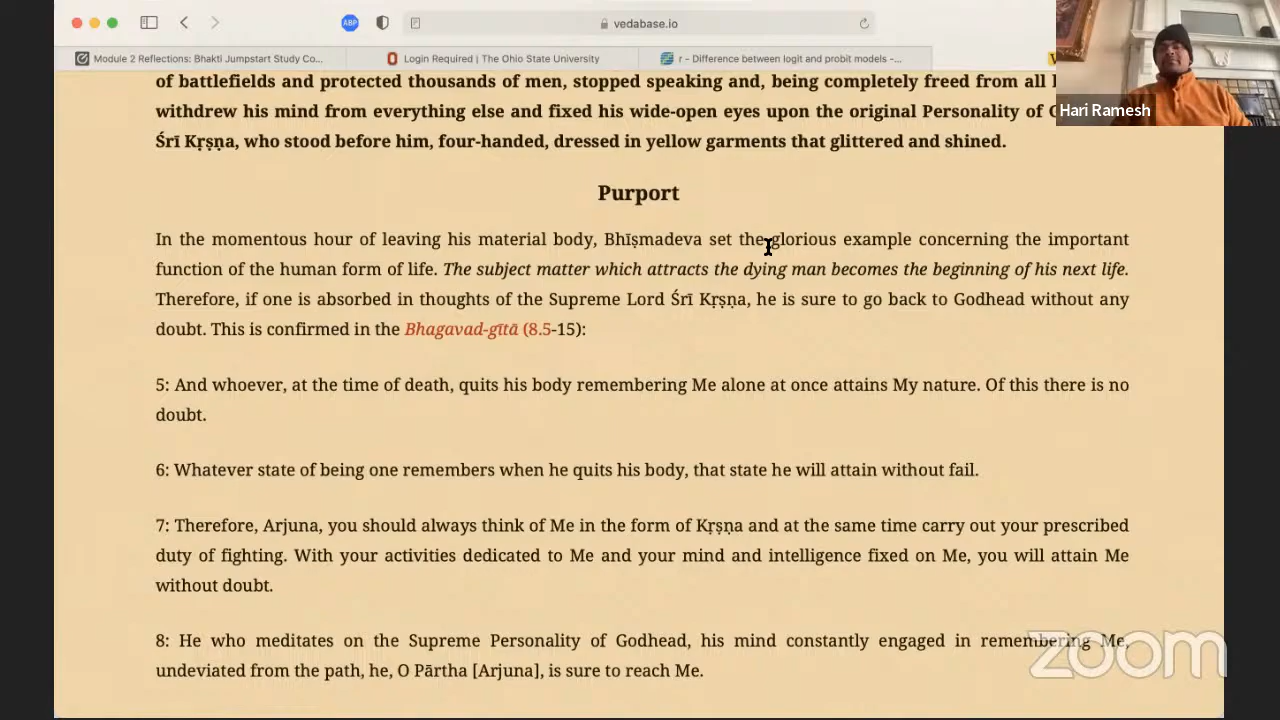 ABP
vedabase.io
Module 2 Reflections: Bhakti Jumpstart Study Co...
Login Required | The Ohio State University
r - Difference between logit and probit models -...
Hari Ramesh
of battlefields and protected thousands of men, stopped speaking and, being completely freed from all
withdrew his mind from everything else and fixed his wide-open eyes upon the original Personality of
Śrī Kṛṣṇa, who stood before him, four-handed, dressed in yellow garments that glittered and shined.
Purport
In the momentous hour of leaving his material body, Bhīṣmadeva set the glorious example concerning the important
function of the human form of life. The subject matter which attracts the dying man becomes the beginning of his next life.
Therefore, if one is absorbed in thoughts of the Supreme Lord Śrī Kṛṣṇa, he is sure to go back to Godhead without any
doubt. This is confirmed in the Bhagavad-gītā (8.5-15):
5: And whoever, at the time of death, quits his body remembering Me alone at once attains My nature. Of this there is no
doubt.
6: Whatever state of being one remembers when he quits his body, that state he will attain without fail.
7: Therefore, Arjuna, you should always think of Me in the form of Kṛṣṇa and at the same time carry out your prescribed
duty of fighting. With your activities dedicated to Me and your mind and intelligence fixed on Me, you will attain Me
without doubt.
8: He who meditates on the Supreme Personality of Godhead, his mind constantly engaged in remembering Me,
undeviated from the path, he, O Pārtha [Arjuna], is sure to reach Me.
zoom